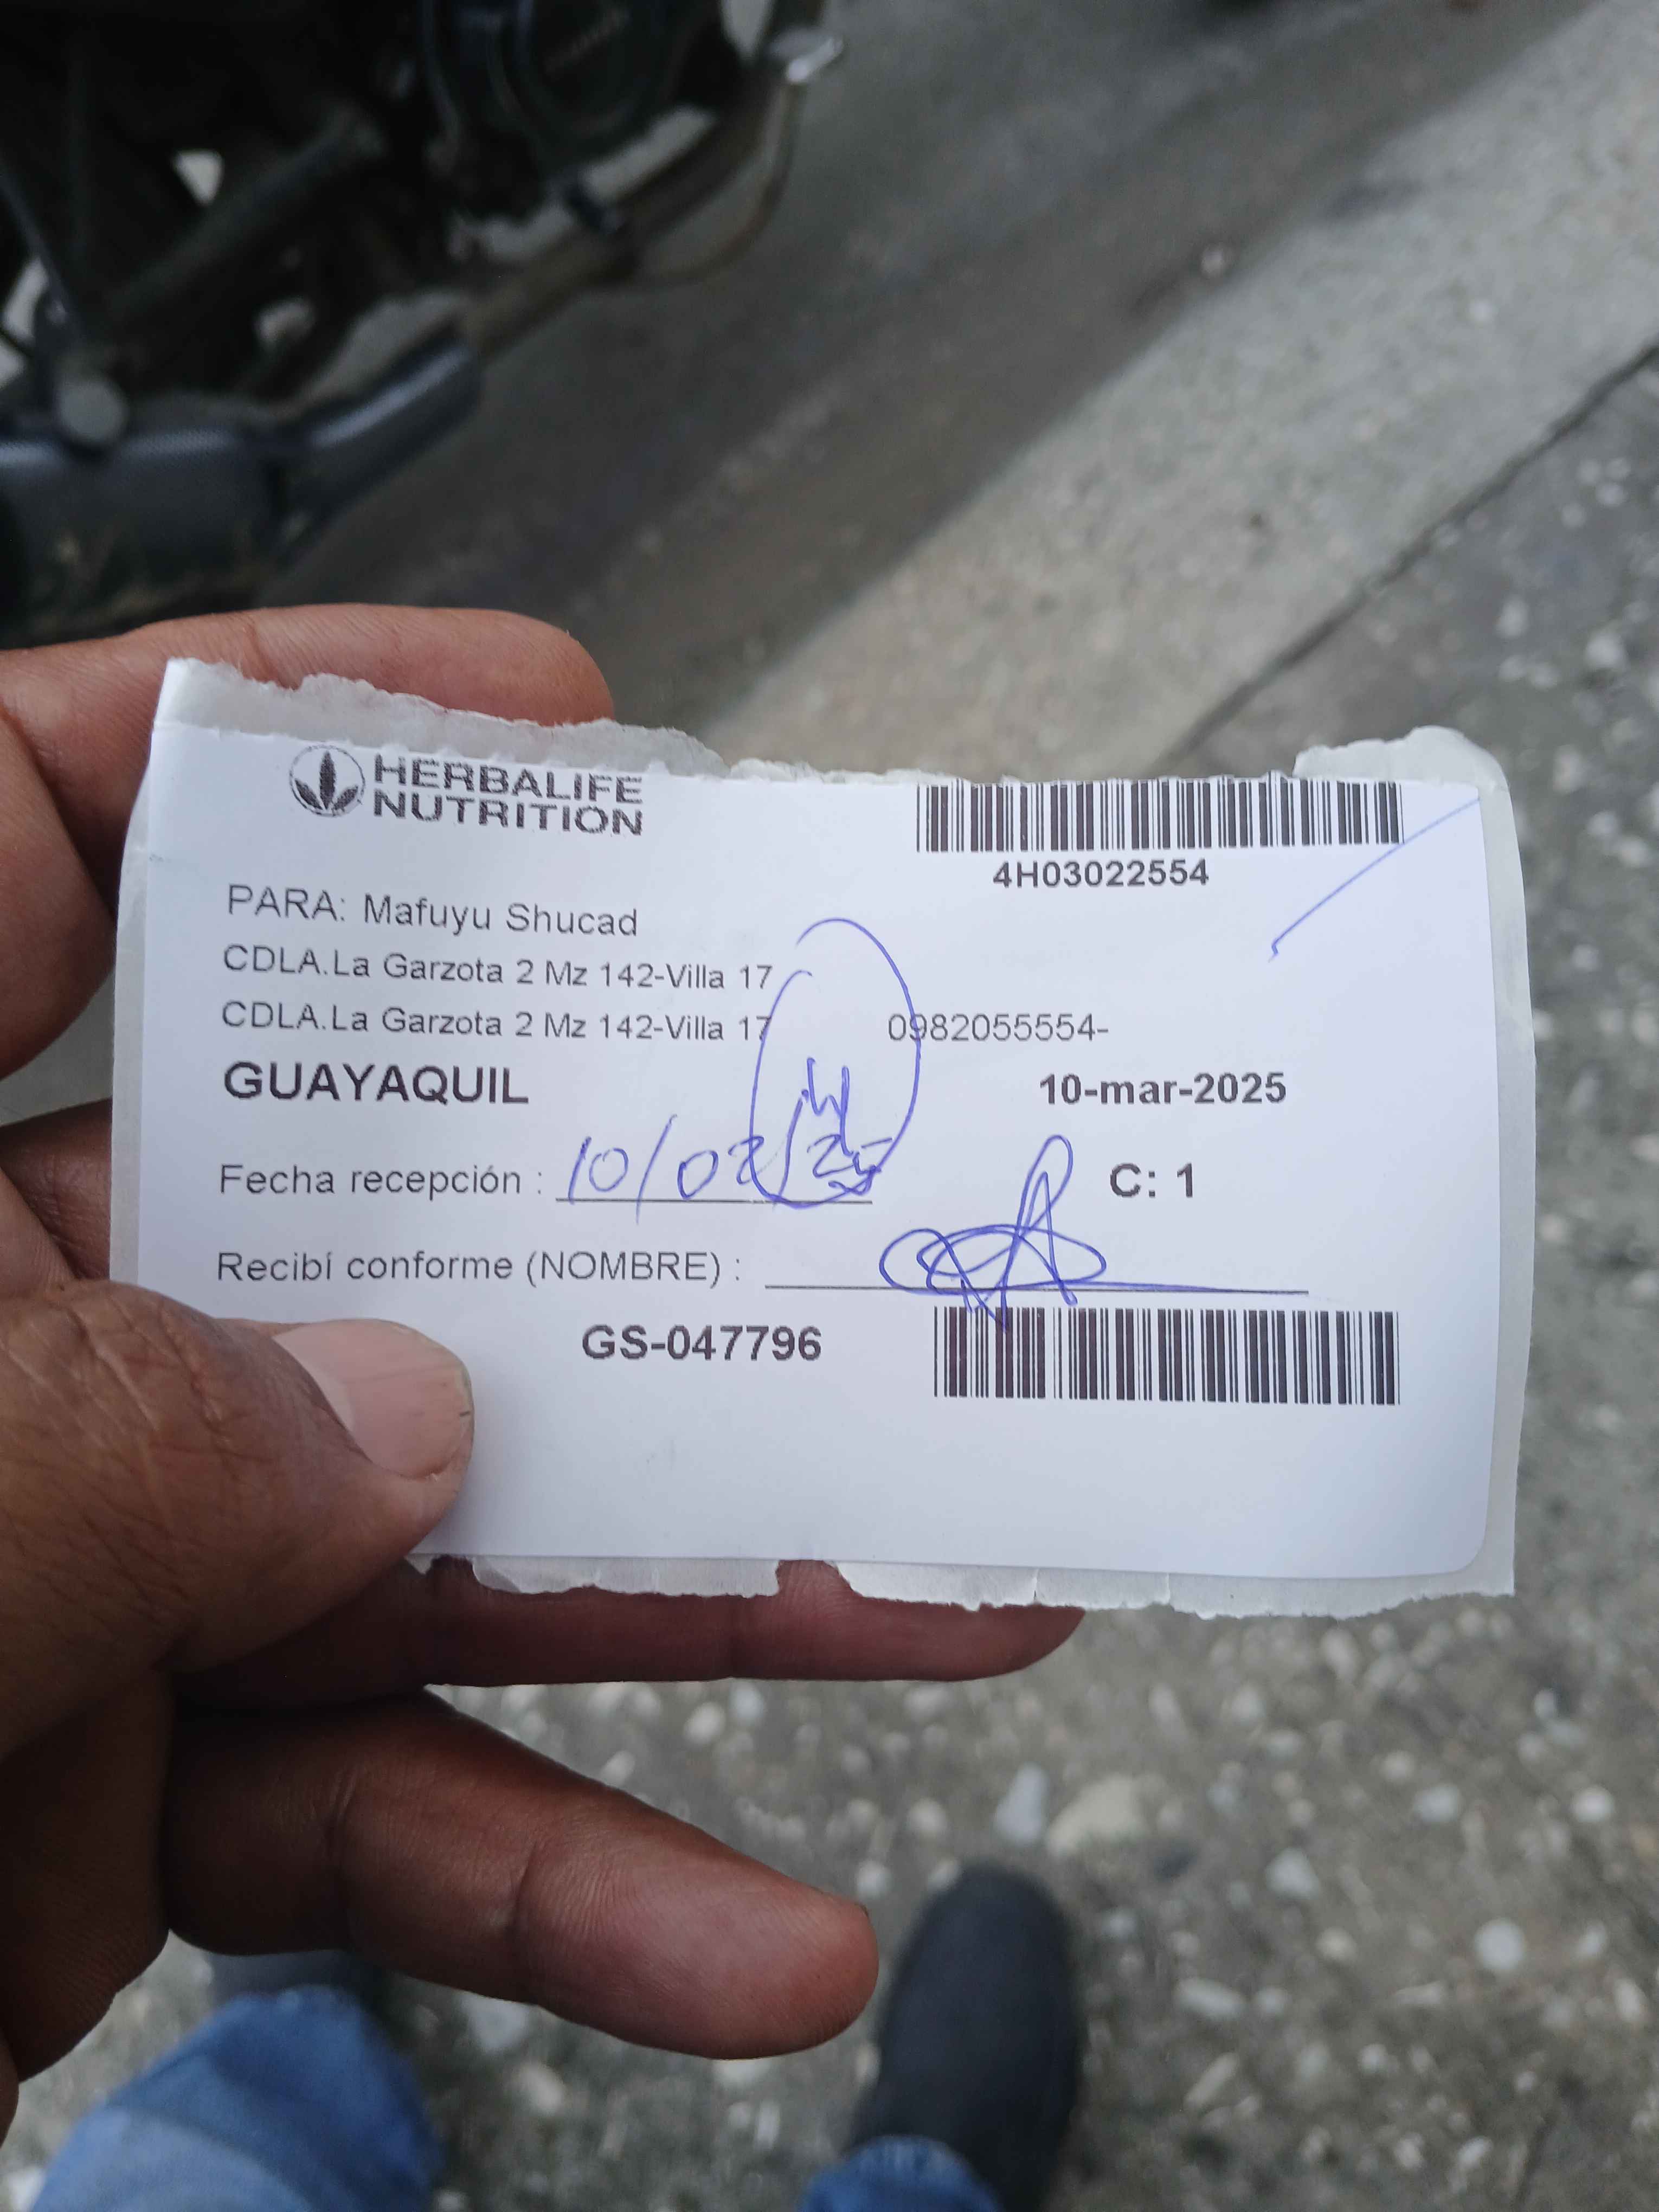 HERBALIFE
NUTRITION
4H03022554
PARA: Mafuyu Shucad
CDLA.La Garzota 2 Mz 142-Villa 17
CDLA.La Garzota 2 Mz 142-Villa 17 0982055554-
GUAYAQUIL 10-mar-2025
Fecha recepción : 10/02/25 C: 1
Recibí conforme (NOMBRE) :
GS-047796